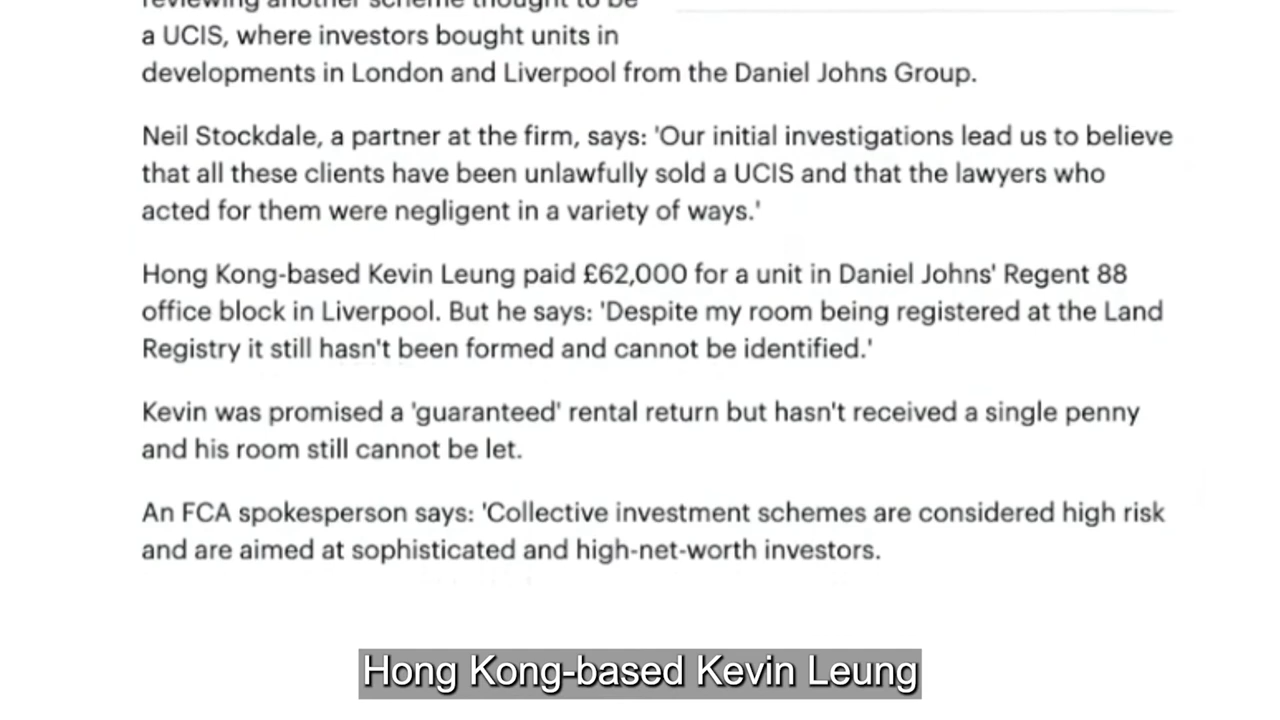 reviewing another scheme thought to be
a UCIS, where investors bought units in
developments in London and Liverpool from the Daniel Johns Group.
Neil Stockdale, a partner at the firm, says: 'Our initial investigations lead us to believe
that all these clients have been unlawfully sold a UCIS and that the lawyers who
acted for them were negligent in a variety of ways.'
Hong Kong-based Kevin Leung paid £62,000 for a unit in Daniel Johns' Regent 88
office block in Liverpool. But he says: 'Despite my room being registered at the Land
Registry it still hasn't been formed and cannot be identified.'
Kevin was promised a 'guaranteed' rental return but hasn't received a single penny
and his room still cannot be let.
An FCA spokesperson says: 'Collective investment schemes are considered high risk
and are aimed at sophisticated and high-net-worth investors.
Hong Kong-based Kevin Leung